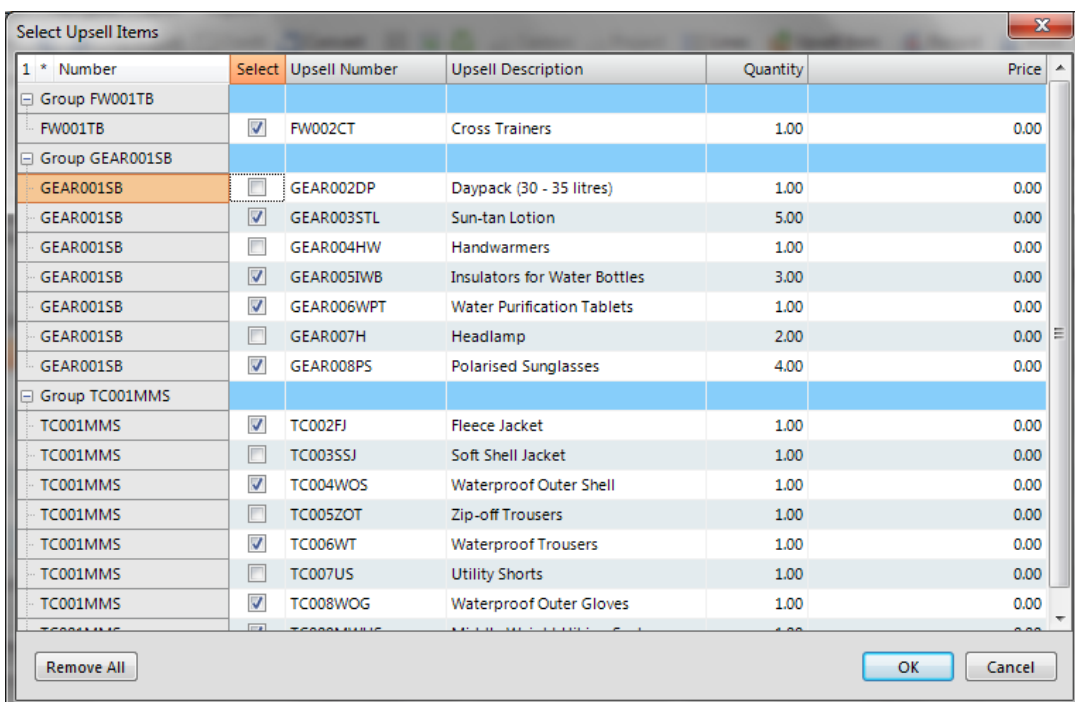 Select Upsell Items
1 * Number Select Upsell Number Upsell Description Quantity Price
Group FW001TB
FW001TB FW002CT Cross Trainers 1.00 0.00
Group GEAR001SB
GEAR001SB GEAR002DP Daypack (30 - 35 litres) 1.00 0.00
GEAR001SB GEAR003STL Sun-tan Lotion 5.00 0.00
GEAR001SB GEAR004HW Handwarmers 1.00 0.00
GEAR001SB GEAR005IWB Insulators for Water Bottles 3.00 0.00
GEAR001SB GEAR006WPT Water Purification Tablets 1.00 0.00
GEAR001SB GEAR007H Headlamp 2.00 0.00
GEAR001SB GEAR008PS Polarised Sunglasses 4.00 0.00
Group TC001MMS
TC001MMS TC002FJ Fleece Jacket 1.00 0.00
TC001MMS TC003SSJ Soft Shell Jacket 1.00 0.00
TC001MMS TC004WOS Waterproof Outer Shell 1.00 0.00
TC001MMS TC005ZOT Zip-off Trousers 1.00 0.00
TC001MMS TC006WT Waterproof Trousers 1.00 0.00
TC001MMS TC007US Utility Shorts 1.00 0.00
TC001MMS TC008WOG Waterproof Outer Gloves 1.00 0.00
Remove All OK Cancel